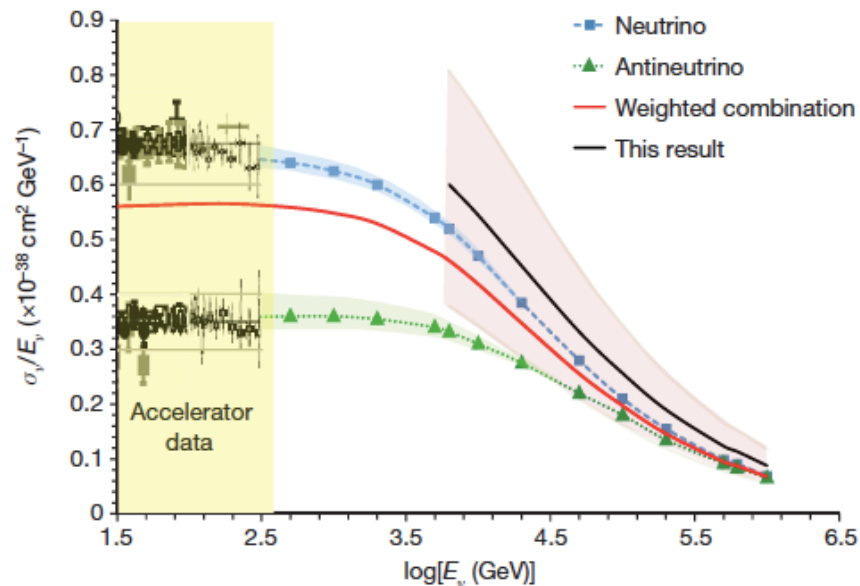 0.9
0.8
0.7
0.6
0.5
0.4
0.3
0.2
0.1
0
σν/Eν (×10⁻³⁸ cm² GeV⁻¹)
Neutrino
Antineutrino
Weighted combination
This result
Accelerator
data
1.5 2.5 3.5 4.5 5.5 6.5
log[Eν (GeV)]